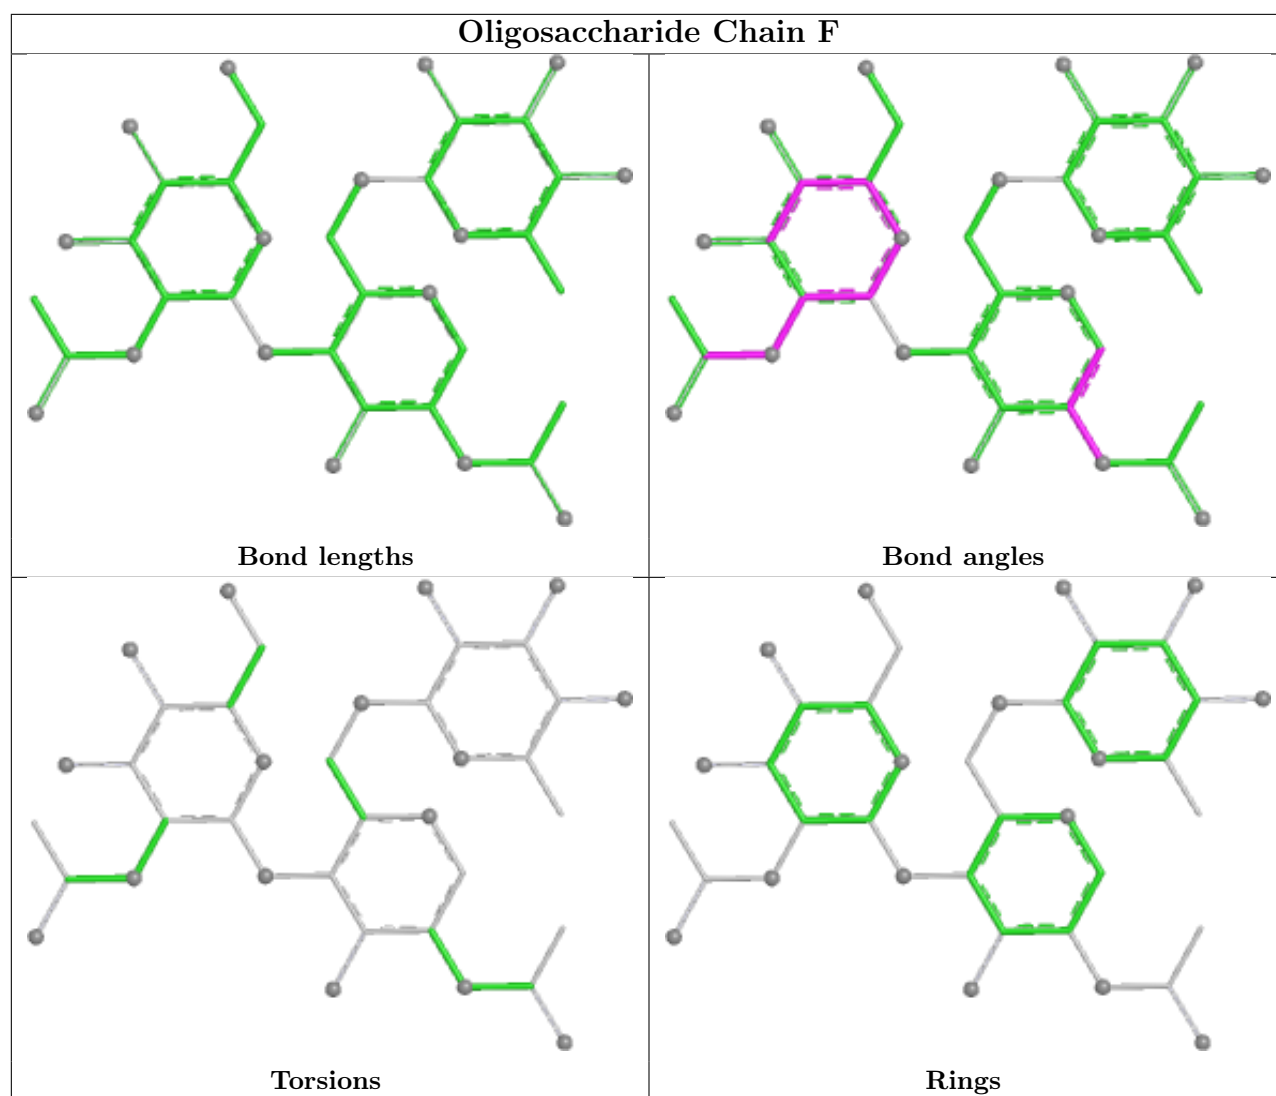 Oligosaccharide Chain F
Bond lengths
Bond angles
Torsions
Rings